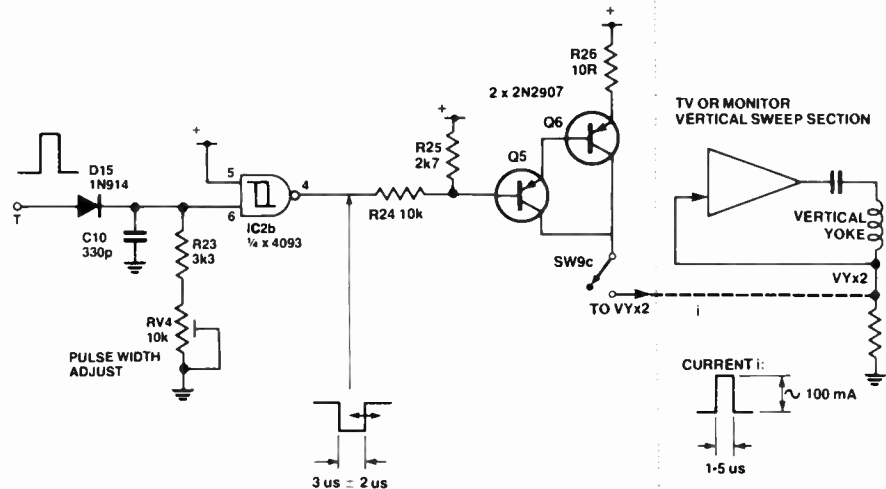 +
R26
10R
2 x 2N2907
Q6
+
R25
2k7
Q5
TV OR MONITOR
VERTICAL SWEEP SECTION
+
D15
1N914
T
5
6
4
IC2b
¼ x 4093
C10
330p
R23
3k3
R24 10k
RV4
10k
PULSE WIDTH
ADJUST
SW9c
TO VYx2
i
VERTICAL
YOKE
VYx2
CURRENT i:
~ 100 mA
1·5 us
3 us ± 2 us